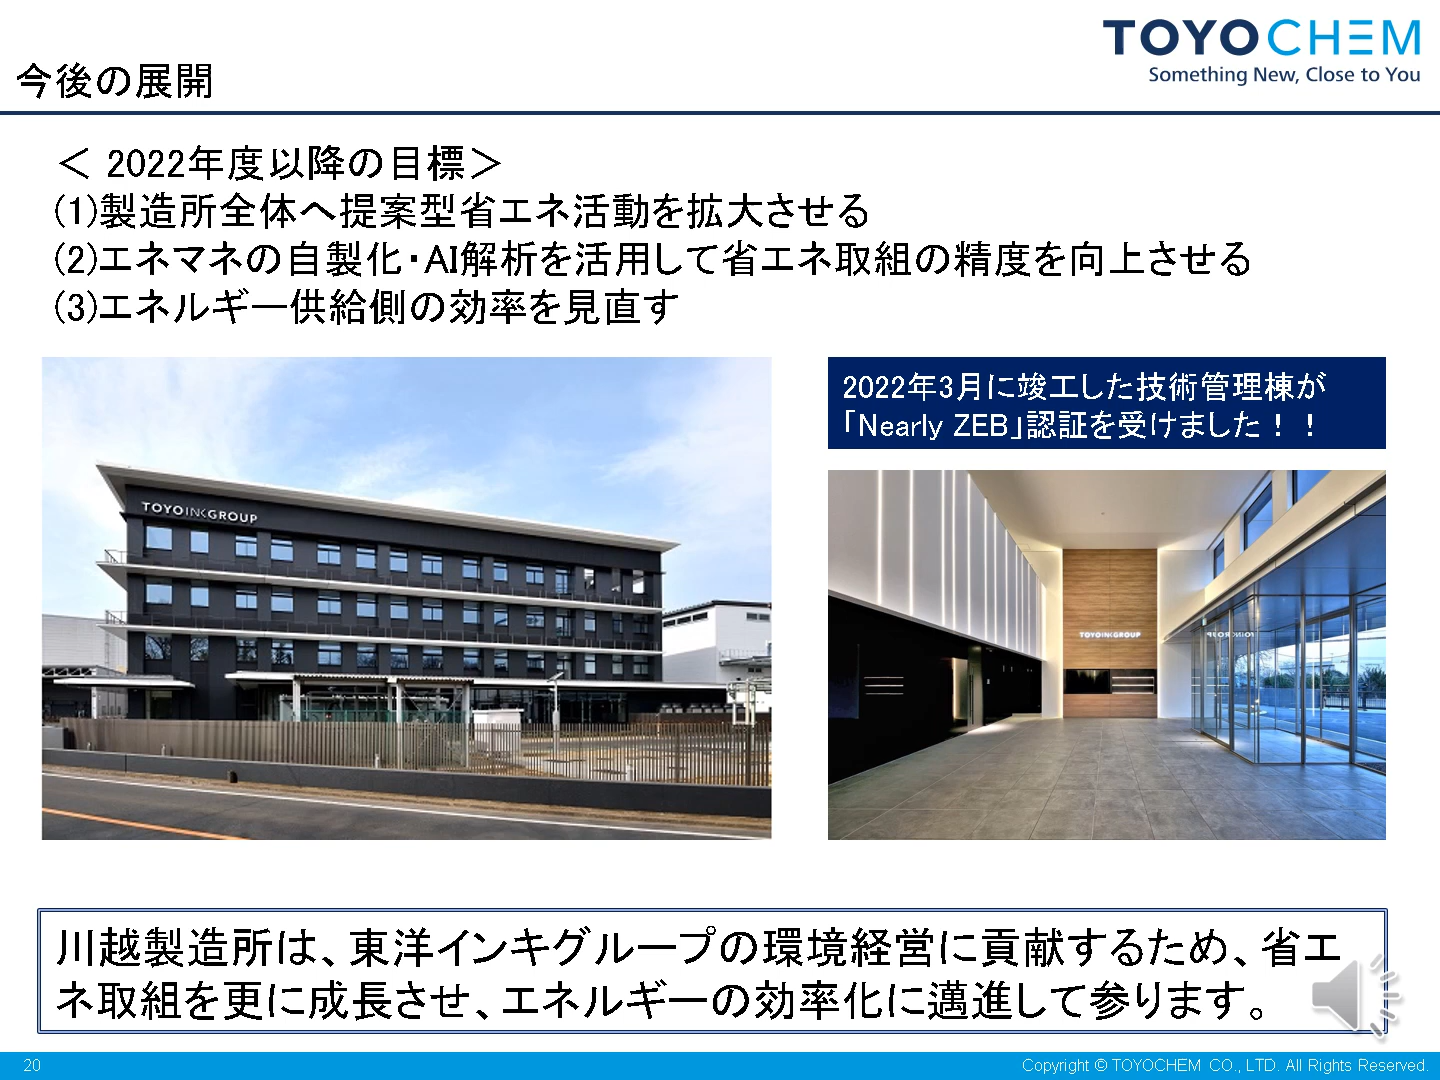 TOYOCHEM
Something New, Close to You
今後の展開
＜ 2022年度以降の目標＞
(1)製造所全体へ提案型省エネ活動を拡大させる
(2)エネマネの自製化・AI解析を活用して省エネ取組の精度を向上させる
(3)エネルギー供給側の効率を見直す
TOYOINKGROUP
2022年3月に竣工した技術管理棟が
「Nearly ZEB」認証を受けました！！
TOYOINKGROUP
川越製造所は、東洋インキグループの環境経営に貢献するため、省エ
ネ取組を更に成長させ、エネルギーの効率化に邁進して参ります。
20
Copyright © TOYOCHEM CO., LTD. All Rights Reserved.